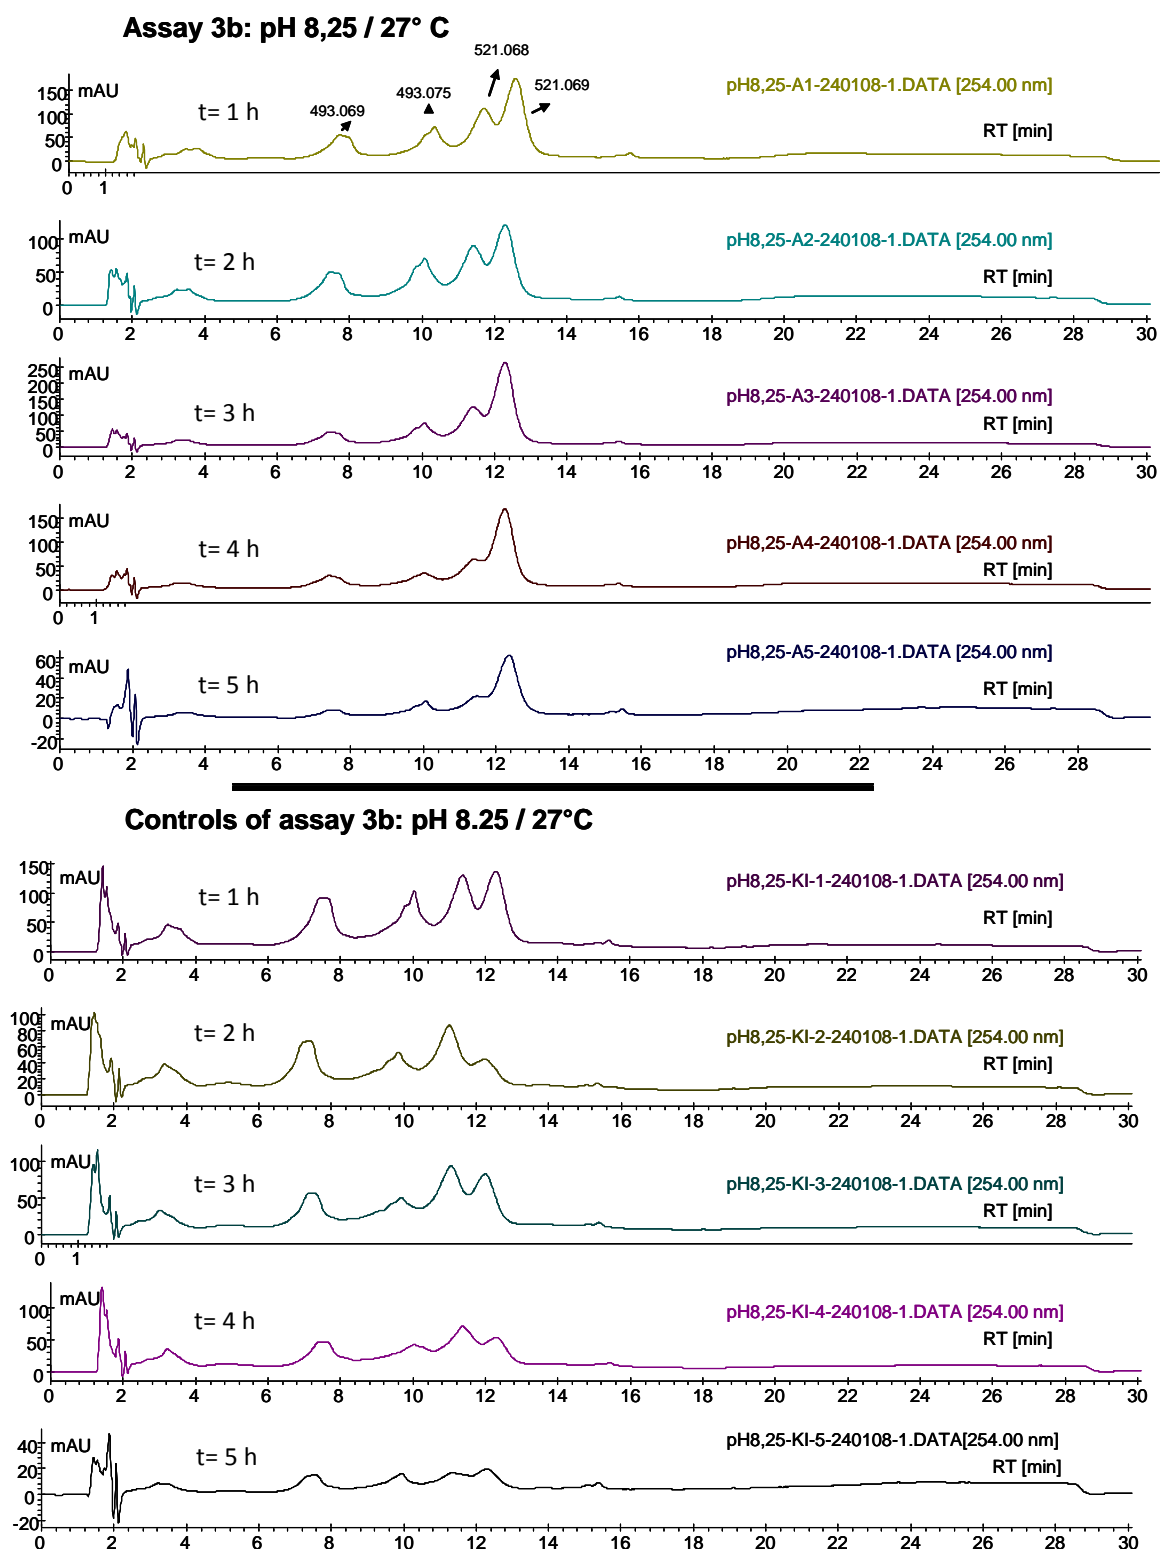 Assay 3b: pH 8,25 / 27° C
521.068
493.069
493.075
521.069
mAU
t= 1 h
pH8,25-A1-240108-1.DATA [254.00 nm]
RT [min]
150
100
50
0
0 1
mAU
t= 2 h
pH8,25-A2-240108-1.DATA [254.00 nm]
RT [min]
100
50
0
0 2 4 6 8 10 12 14 16 18 20 22 24 26 28 30
mAU
t= 3 h
pH8,25-A3-240108-1.DATA [254.00 nm]
RT [min]
250
200
150
100
50
0
0 2 4 6 8 10 12 14 16 18 20 22 24 26 28 30
mAU
t= 4 h
pH8,25-A4-240108-1.DATA [254.00 nm]
RT [min]
150
100
50
0
0 1
mAU
t= 5 h
pH8,25-A5-240108-1.DATA [254.00 nm]
RT [min]
60
40
20
0
-20
0 2 4 6 8 10 12 14 16 18 20 22 24 26 28
Controls of assay 3b: pH 8.25 / 27°C
mAU
t= 1 h
pH8,25-KI-1-240108-1.DATA [254.00 nm]
RT [min]
150
100
50
0
0 2 4 6 8 10 12 14 16 18 20 22 24 26 28 30
mAU
t= 2 h
pH8,25-KI-2-240108-1.DATA [254.00 nm]
RT [min]
100
80
60
40
20
0
0 2 4 6 8 10 12 14 16 18 20 22 24 26 28 30
mAU
t= 3 h
pH8,25-KI-3-240108-1.DATA [254.00 nm]
RT [min]
100
50
0
0 1
mAU
t= 4 h
pH8,25-KI-4-240108-1.DATA [254.00 nm]
RT [min]
100
50
0
0 2 4 6 8 10 12 14 16 18 20 22 24 26 28 30
mAU
t= 5 h
pH8,25-KI-5-240108-1.DATA[254.00 nm]
RT [min]
40
20
0
-20
0 2 4 6 8 10 12 14 16 18 20 22 24 26 28 30